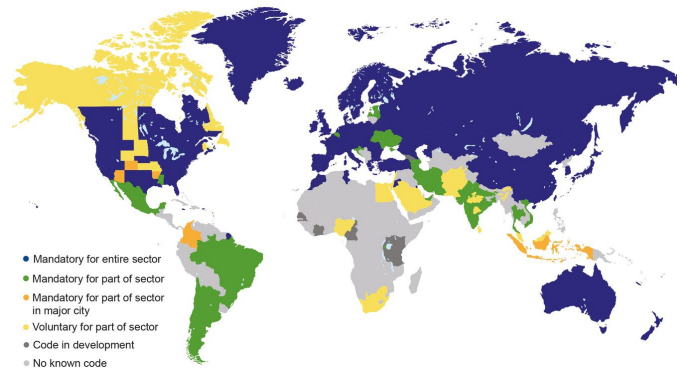 Mandatory for entire sector
Mandatory for part of sector
Mandatory for part of sector
in major city
Voluntary for part of sector
Code in development
No known code